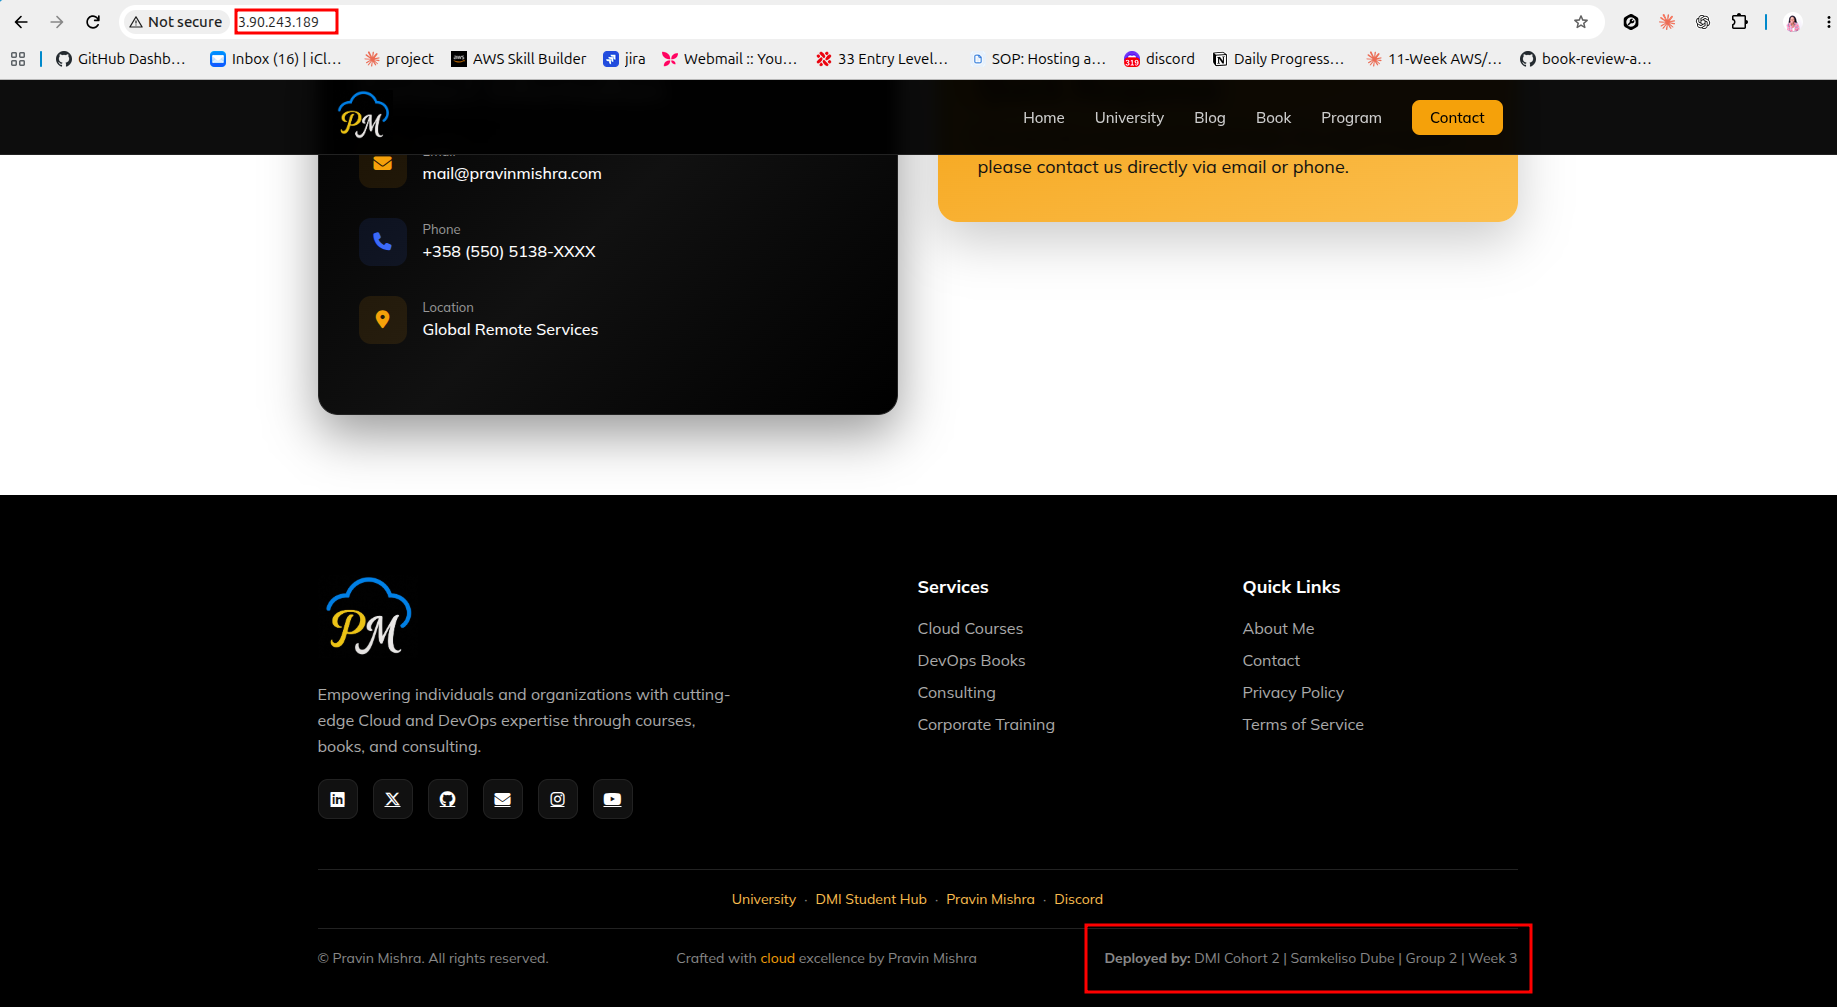 Not secure 3.90.243.189
GitHub Dashb...
Inbox (16) | iCl...
project
AWS Skill Builder
jira
Webmail :: You...
33 Entry Level...
SOP: Hosting a...
319
discord
Daily Progress...
11-Week AWS/...
book-review-a...
PM
Home
University
Blog
Book
Program
Contact
mail@pravinmishra.com
Phone
+358 (550) 5138-XXXX
Location
Global Remote Services
please contact us directly via email or phone.
PM
Empowering individuals and organizations with cutting-
edge Cloud and DevOps expertise through courses,
books, and consulting.
Services
Cloud Courses
DevOps Books
Consulting
Corporate Training
Quick Links
About Me
Contact
Privacy Policy
Terms of Service
University · DMI Student Hub · Pravin Mishra · Discord
© Pravin Mishra. All rights reserved.
Crafted with cloud excellence by Pravin Mishra
Deployed by: DMI Cohort 2 | Samkeliso Dube | Group 2 | Week 3